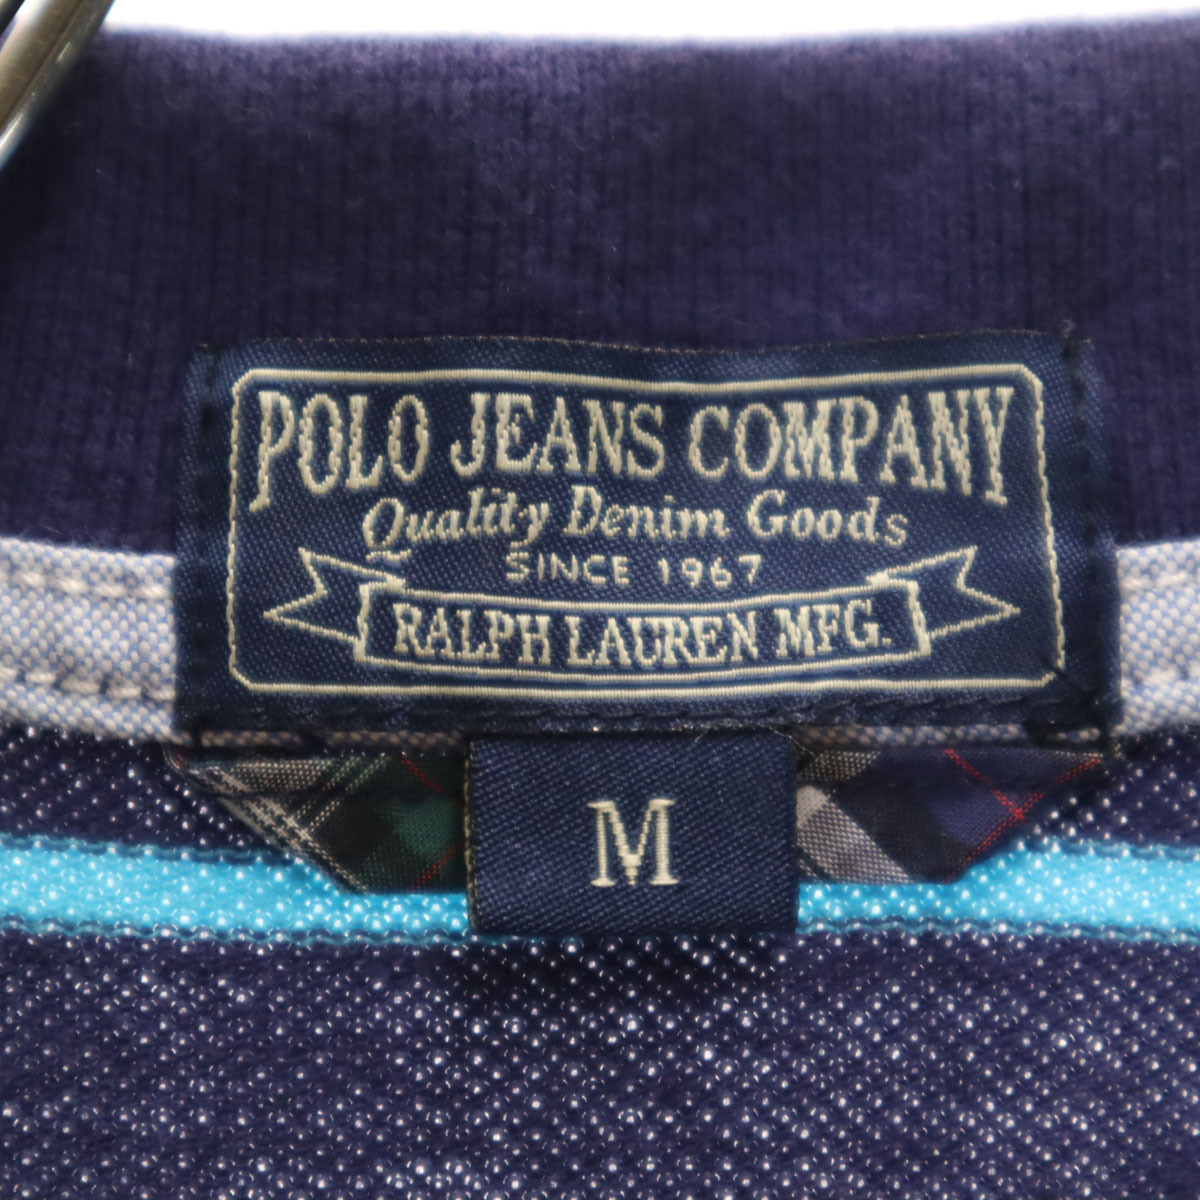 POLO JEANS COMPANY
Quality Denim Goods
SINCE 1967
RALPH LAUREN MFG.
M